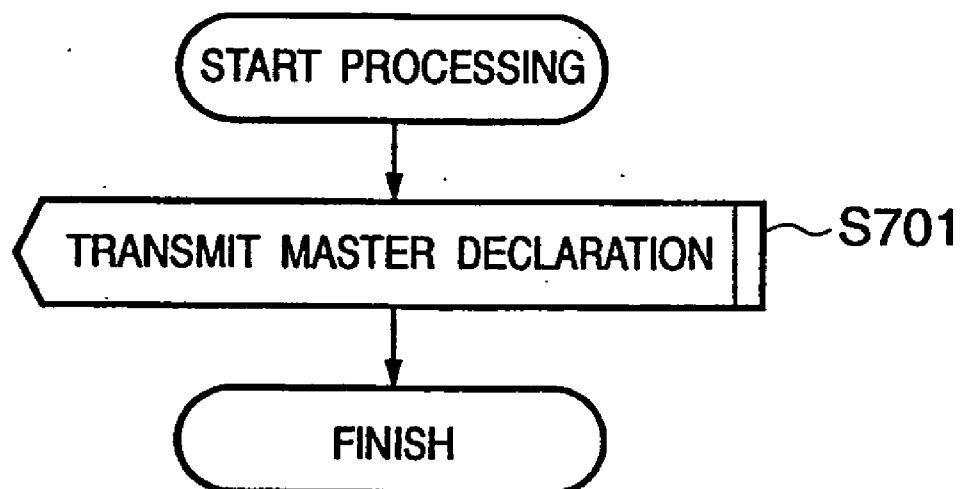 START PROCESSING
TRANSMIT MASTER DECLARATION
S701
FINISH